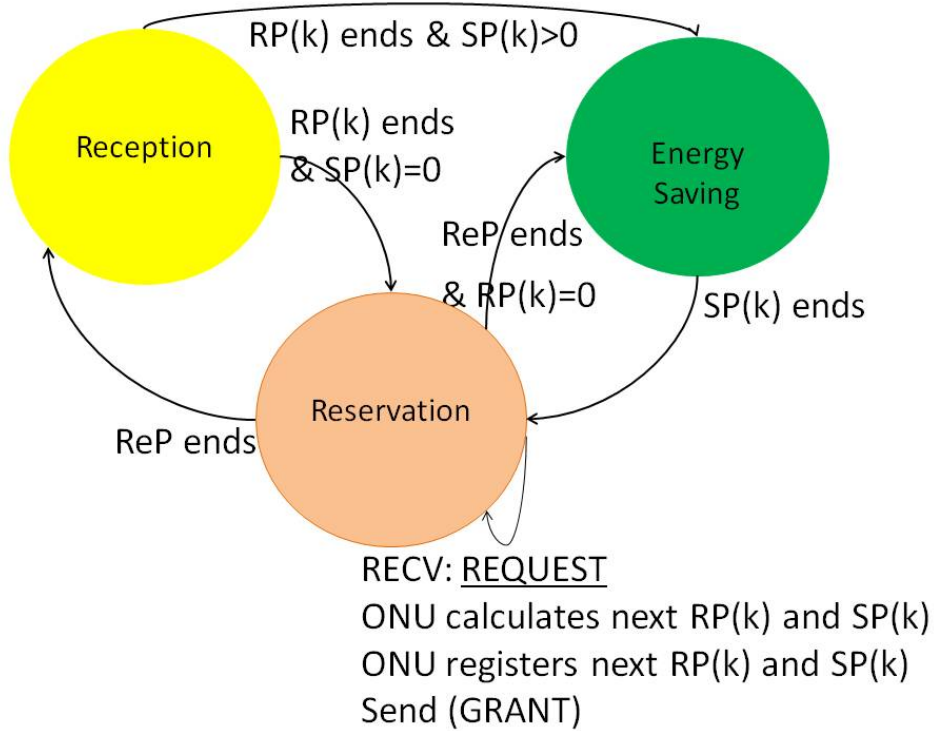 RP(k) ends & SP(k)>0
Reception
RP(k) ends
& SP(k)=0
Energy
Saving
ReP ends
& RP(k)=0
SP(k) ends
Reservation
ReP ends
RECV: REQUEST
ONU calculates next RP(k) and SP(k)
ONU registers next RP(k) and SP(k)
Send (GRANT)